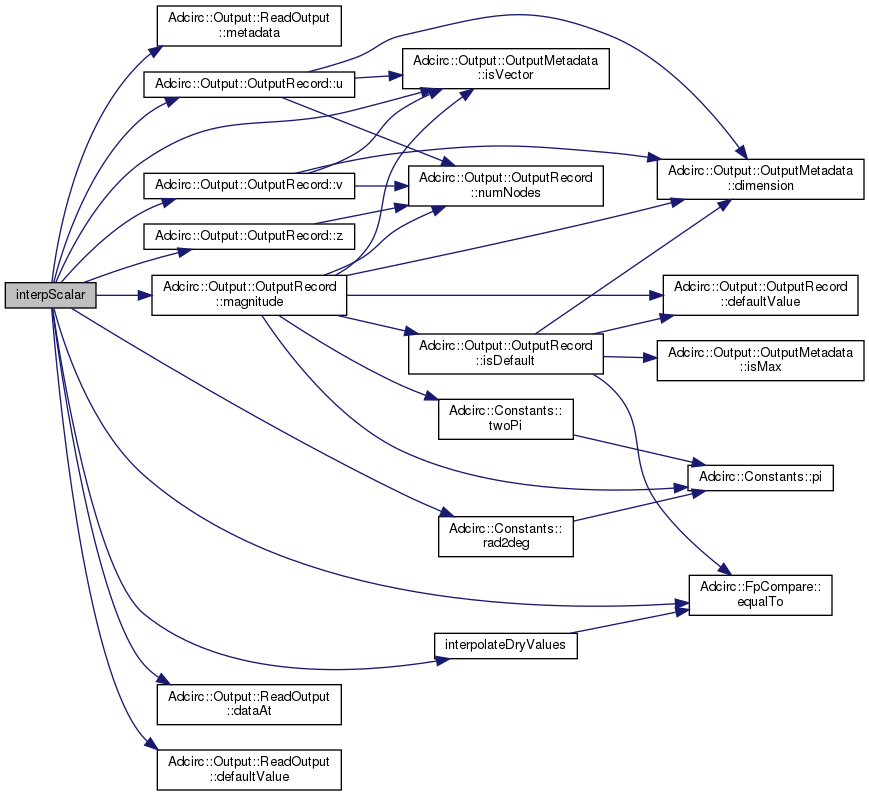 Adcirc::Output::ReadOutput
::metadata
Adcirc::Output::OutputRecord::u
Adcirc::Output::OutputMetadata
::isVector
Adcirc::Output::OutputRecord::v
Adcirc::Output::OutputRecord
::numNodes
Adcirc::Output::OutputMetadata
::dimension
Adcirc::Output::OutputRecord::z
interpScalar
Adcirc::Output::OutputRecord
::magnitude
Adcirc::Output::OutputRecord
::defaultValue
Adcirc::Output::OutputRecord
::isDefault
Adcirc::Output::OutputMetadata
::isMax
Adcirc::Constants::
twoPi
Adcirc::Constants::pi
Adcirc::Constants::
rad2deg
Adcirc::FpCompare::
equalTo
interpolateDryValues
Adcirc::Output::ReadOutput
::dataAt
Adcirc::Output::ReadOutput
::defaultValue